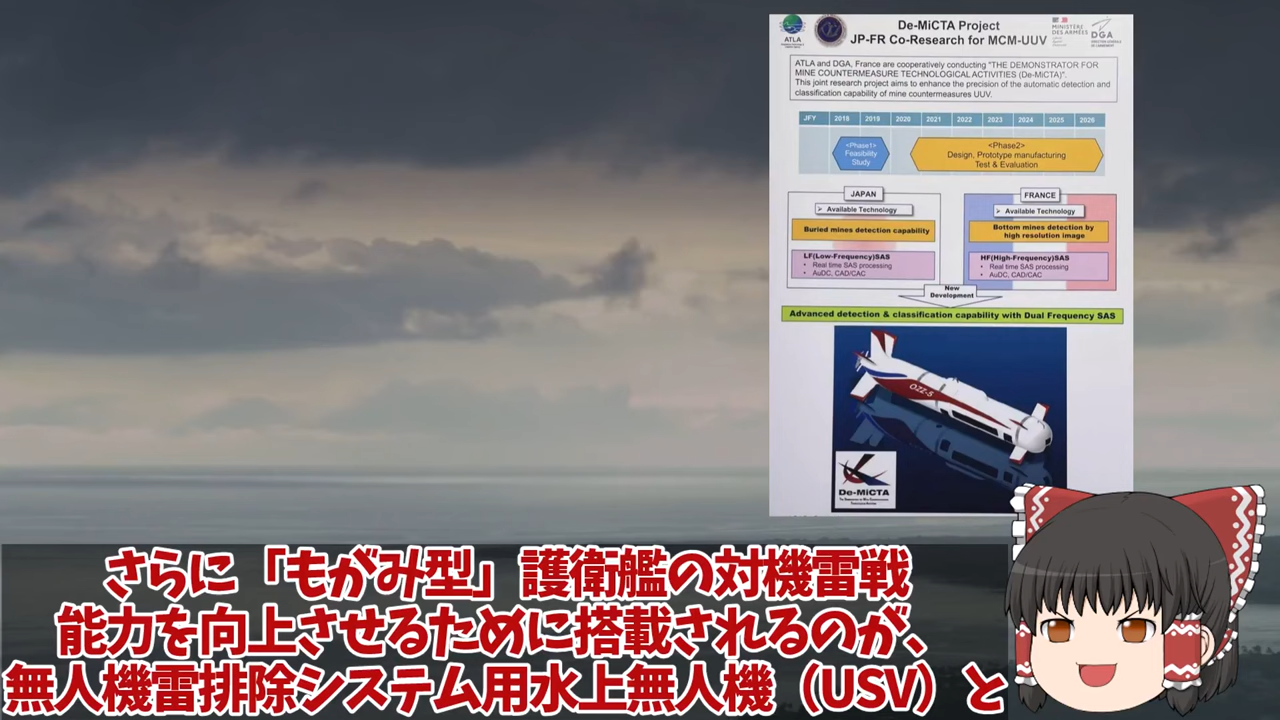 De-MiCTA Project
JP-FR Co-Research for MCM-UUV
ATLA
MINISTÈRE
DES ARMÉES
DGA
ATLA and DGA, France are cooperatively conducting "THE DEMONSTRATOR FOR
MINE COUNTERMEASURE TECHNOLOGICAL ACTIVITIES (De-MiCTA)".
This joint research project aims to enhance the precision of the automatic detection and
classification capability of mine countermeasures UUV.
JFY 2018 2019 2020 2021 2022 2023 2024 2025 2026
<Phase1>
Feasibility
Study
<Phase2>
Design, Prototype manufacturing
Test & Evaluation
JAPAN
➢ Available Technology
Buried mines detection capability
LF(Low-Frequency)SAS
• Real time SAS processing
• AuDC, CAD/CAC
FRANCE
➢ Available Technology
Bottom mines detection by
high resolution image
HF(High-Frequency)SAS
• Real time SAS processing
• AuDC, CAD/CAC
New
Development
Advanced detection & classification capability with Dual Frequency SAS
OZZ-5
De-MiCTA
さらに「もがみ型」護衛艦の対機雷戦
能力を向上させるために搭載されるのが、
無人機雷排除システム用水上無人機（USV）と